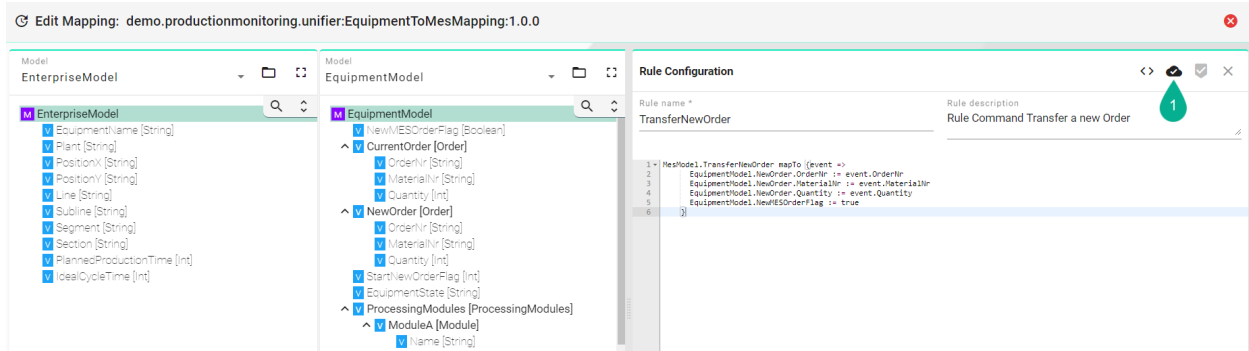 Edit Mapping: demo.productionmonitoring.unifier:EquipmentToMesMapping:1.0.0
Model
EnterpriseModel
M EnterpriseModel
V EquipmentName [String]
V Plant [String]
V PositionX [String]
V PositionY [String]
V Line [String]
V Subline [String]
V Segment [String]
V Section [String]
V PlannedProductionTime [Int]
V IdealCycleTime [Int]
Model
EquipmentModel
M EquipmentModel
V NewMESOrderFlag [Boolean]
V CurrentOrder [Order]
V OrderNr [String]
V MaterialNr [String]
V Quantity [Int]
V NewOrder [Order]
V OrderNr [String]
V MaterialNr [String]
V Quantity [Int]
V StartNewOrderFlag [Int]
V EquipmentState [String]
V ProcessingModules [ProcessingModules]
V ModuleA [Module]
V Name [String]
Rule Configuration
1
Rule name *
TransferNewOrder
Rule description
Rule Command Transfer a new Order
1 MesModel.TransferNewOrder mapTo {event =>
2 EquipmentModel.NewOrder.OrderNr := event.OrderNr
3 EquipmentModel.NewOrder.MaterialNr := event.MaterialNr
4 EquipmentModel.NewOrder.Quantity := event.Quantity
5 EquipmentModel.NewMESOrderFlag := true
6 }